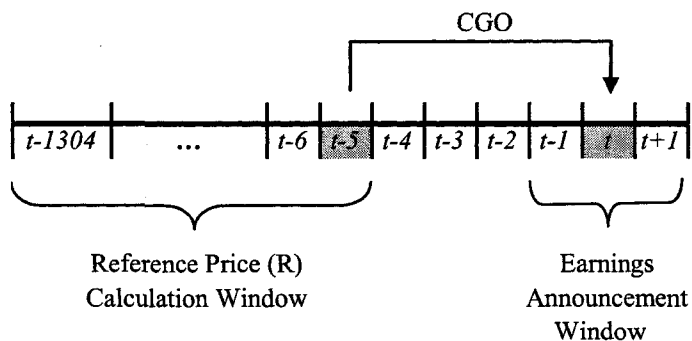 CGO
t-1304 ... t-6 t-5 t-4 t-3 t-2 t-1 t t+1
Reference Price (R)
Calculation Window
Earnings
Announcement
Window